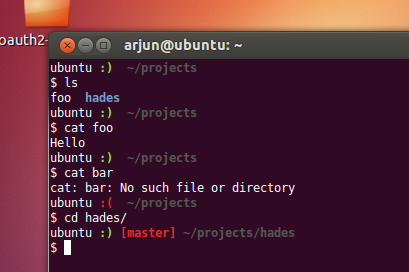 oauth2-
arjun@ubuntu: ~
ubuntu :) ~/projects
$ ls
foo hades
ubuntu :) ~/projects
$ cat foo
Hello
ubuntu :) ~/projects
$ cat bar
cat: bar: No such file or directory
ubuntu :( ~/projects
$ cd hades/
ubuntu :) [master] ~/projects/hades
$